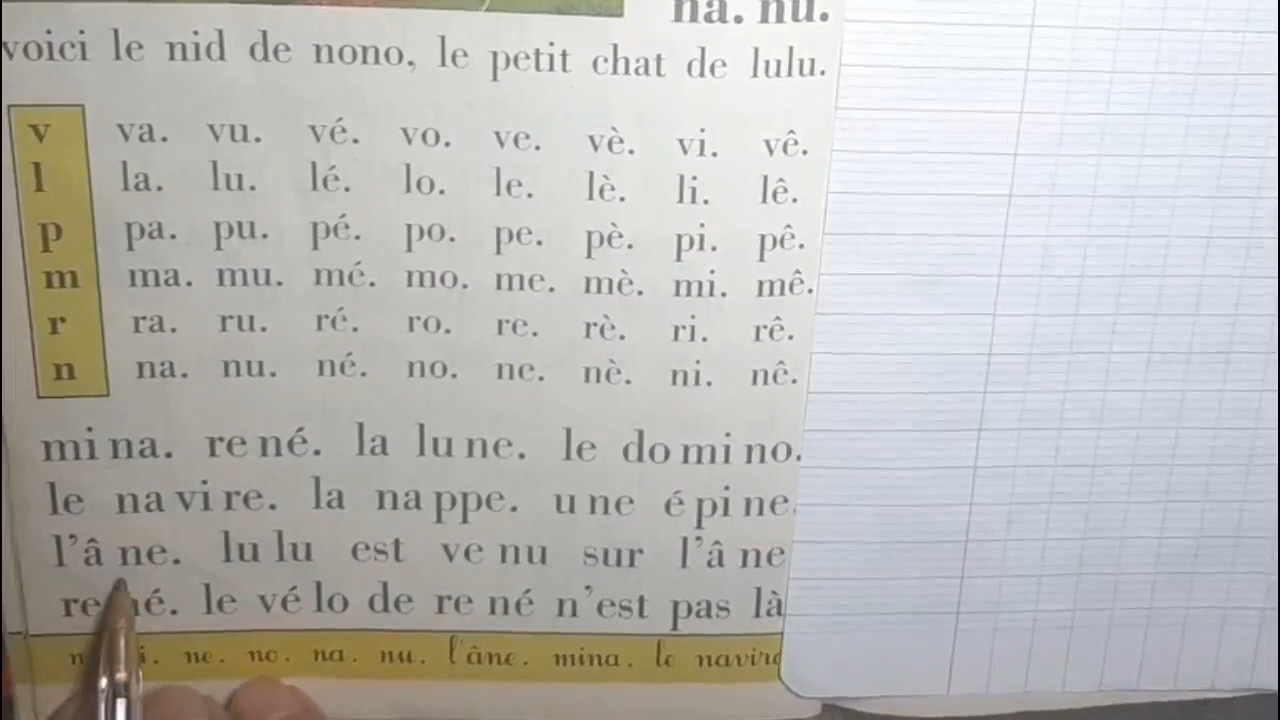 na. nu.
voici le nid de nono, le petit chat de lulu.
v va. vu. vé. vo. ve. vè. vi. vê.
l la. lu. lé. lo. le. lè. li. lê.
p pa. pu. pé. po. pe. pè. pi. pê.
m ma. mu. mé. mo. me. mè. mi. mê.
r ra. ru. ré. ro. re. rè. ri. rê.
n na. nu. né. no. ne. nè. ni. nê.
mi na. re né. la lu ne. le do mi no.
le na vi re. la na ppe. u ne é pi ne.
l'â ne. lu lu est ve nu sur l'â ne
re né. le vé lo de re né n'est pas là
ne. no. na. nu. l'âne. mina. le navire